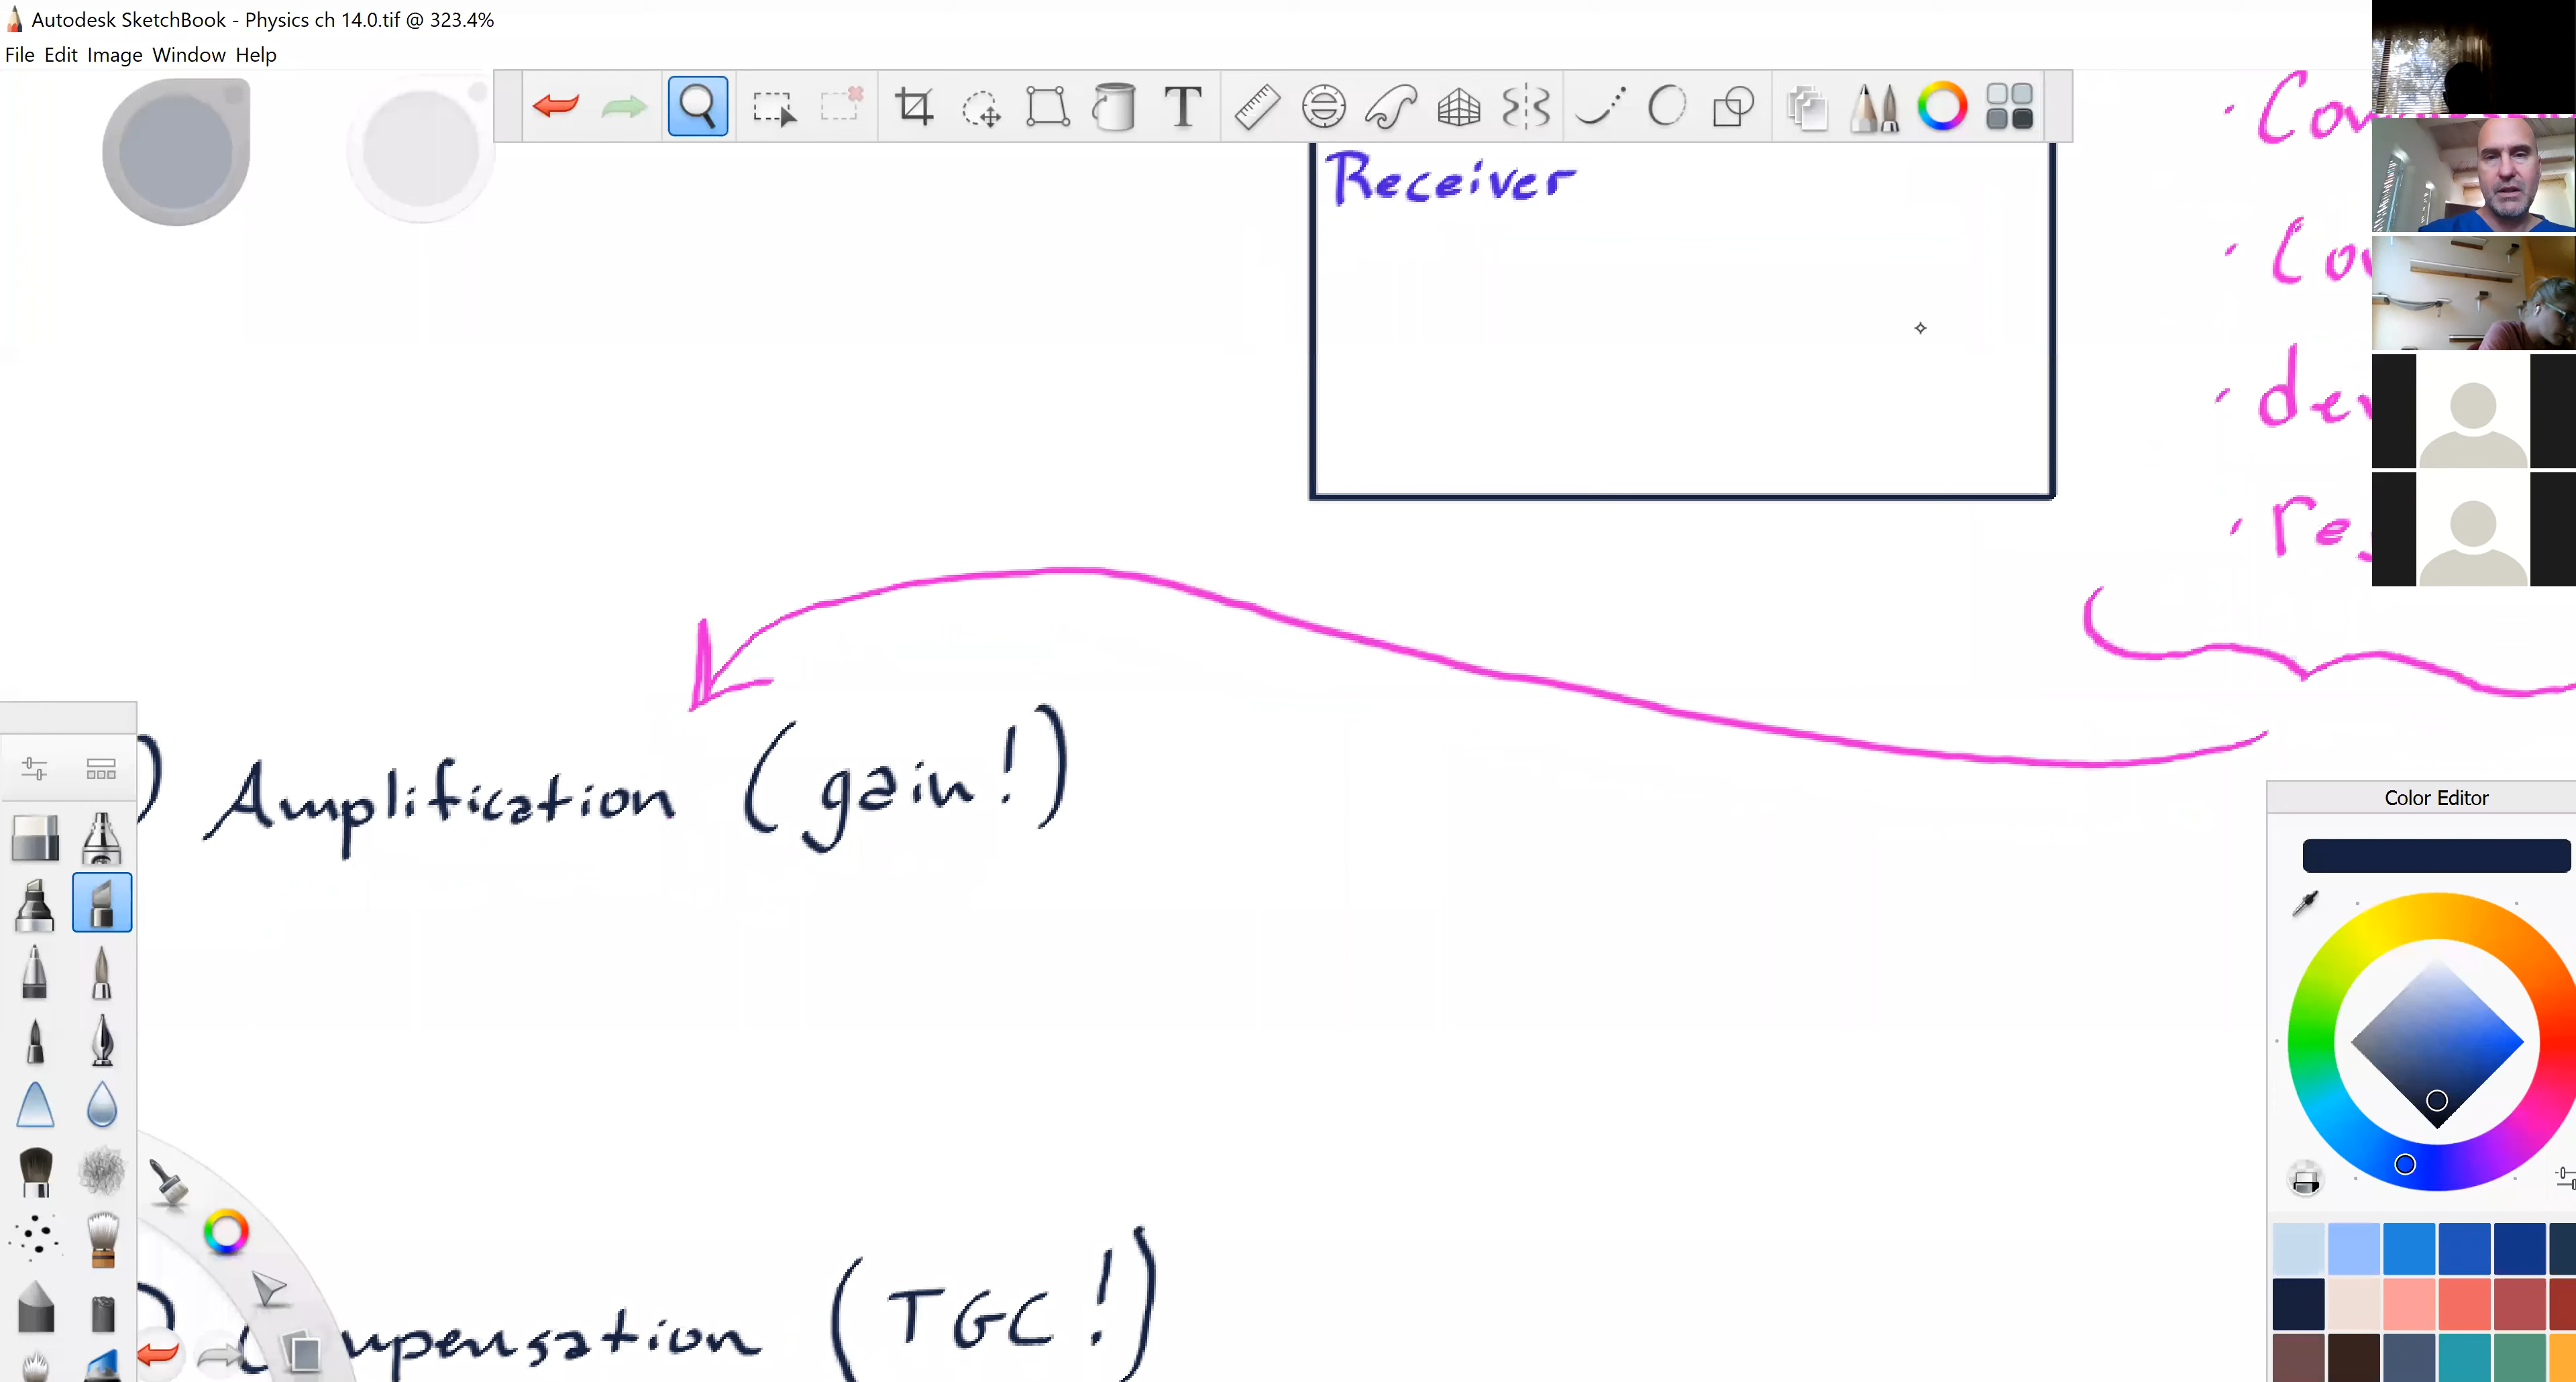 Autodesk SketchBook - Physics ch 14.0.tif @ 323.4%
File Edit Image Window Help
T
Receiver
Amplification (gain!)
Color Editor
(TGC!)